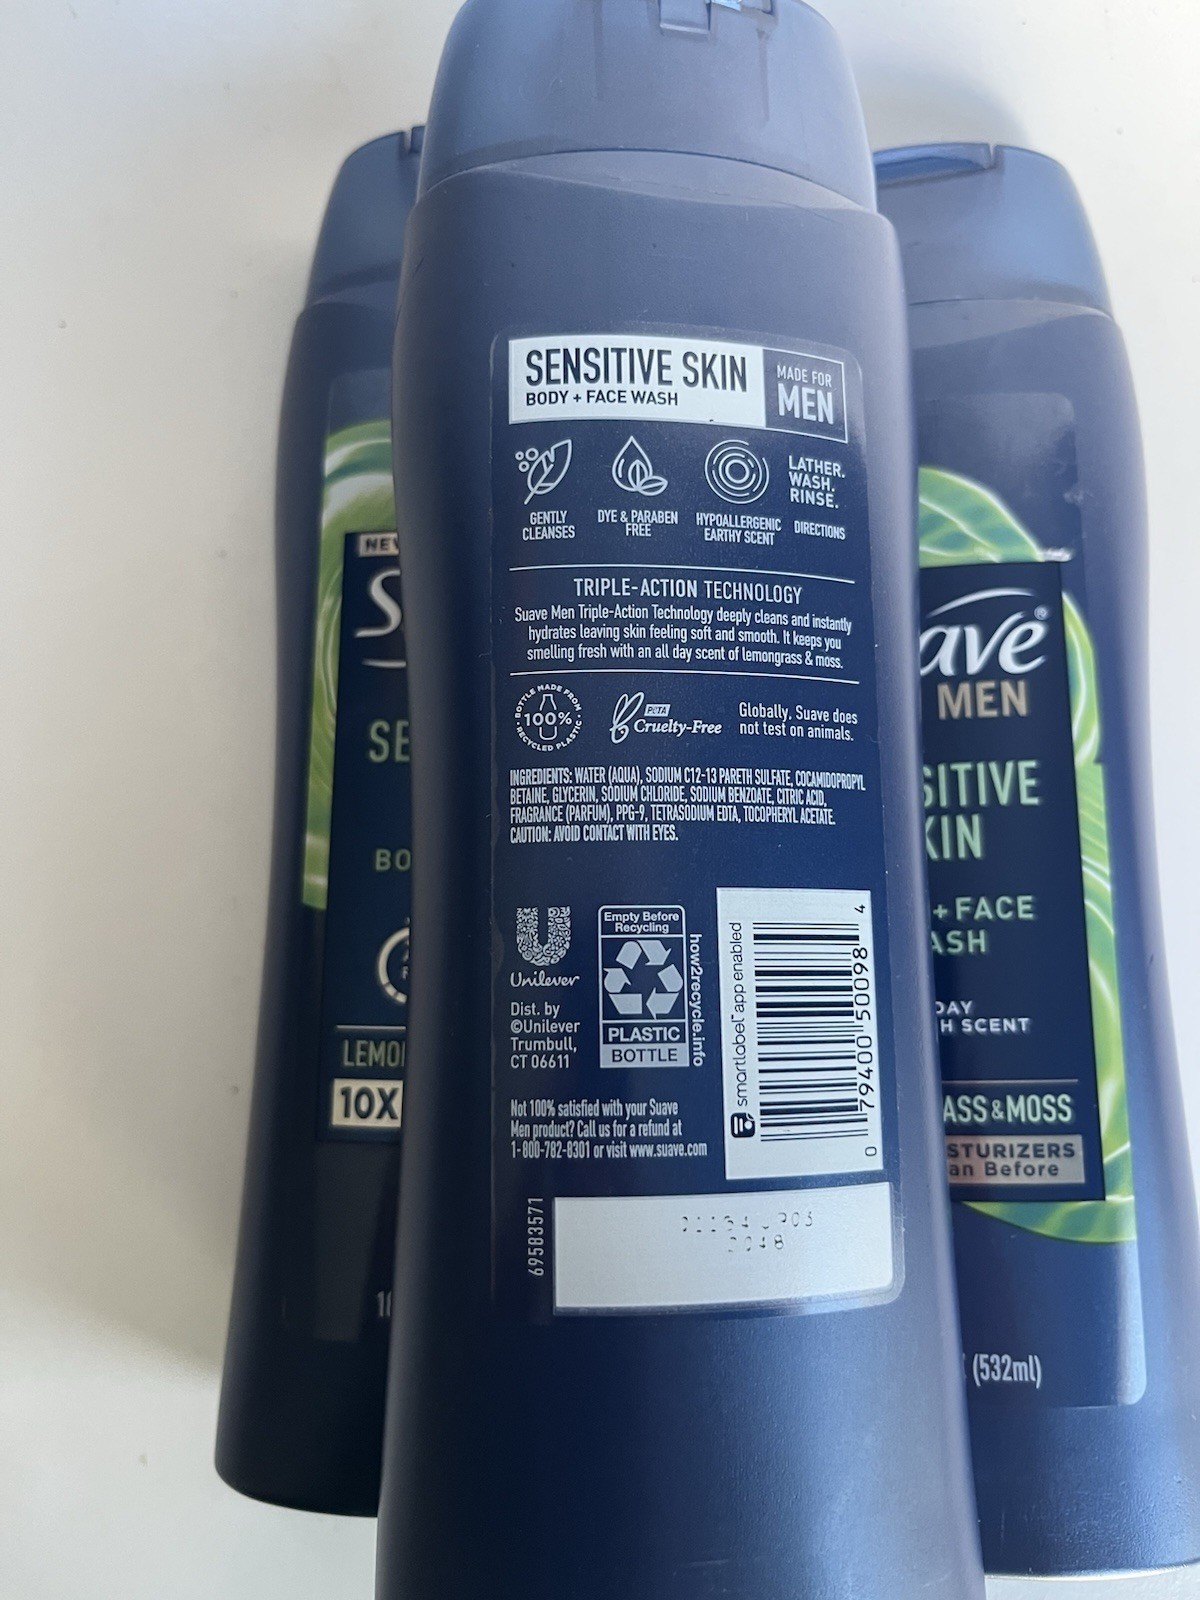 SENSITIVE SKIN
BODY + FACE WASH
MADE FOR
MEN
GENTLY
CLEANSES
DYE & PARABEN
FREE
HYPOALLERGENIC
EARTHY SCENT
LATHER.
WASH.
RINSE.
DIRECTIONS
TRIPLE-ACTION TECHNOLOGY
Suave Men Triple-Action Technology deeply cleans and instantly
hydrates leaving skin feeling soft and smooth. It keeps you
smelling fresh with an all day scent of lemongrass & moss.
BOTTLE MADE FROM
100%
RECYCLED PLASTIC
PETA
Cruelty-Free
Globally, Suave does
not test on animals.
INGREDIENTS: WATER (AQUA), SODIUM C12-13 PARETH SULFATE, COCAMIDOPROPYL
BETAINE, GLYCERIN, SODIUM CHLORIDE, SODIUM BENZOATE, CITRIC ACID,
FRAGRANCE (PARFUM), PPG-9, TETRASODIUM EDTA, TOCOPHERYL ACETATE.
CAUTION: AVOID CONTACT WITH EYES.
Unilever
Dist. by
©Unilever
Trumbull,
CT 06611
Empty Before
Recycling
PLASTIC
BOTTLE
how2recycle.info
smartlabel™ app enabled
0 79400 50098 4
Not 100% satisfied with your Suave
Men product? Call us for a refund at
1-800-782-8301 or visit www.suave.com
69583571
NEW
S
SE
BO
LEMO
10X
ave®
MEN
SITIVE
KIN
+ FACE
ASH
DAY
H SCENT
ASS & MOSS
STURIZERS
an Before
(532ml)